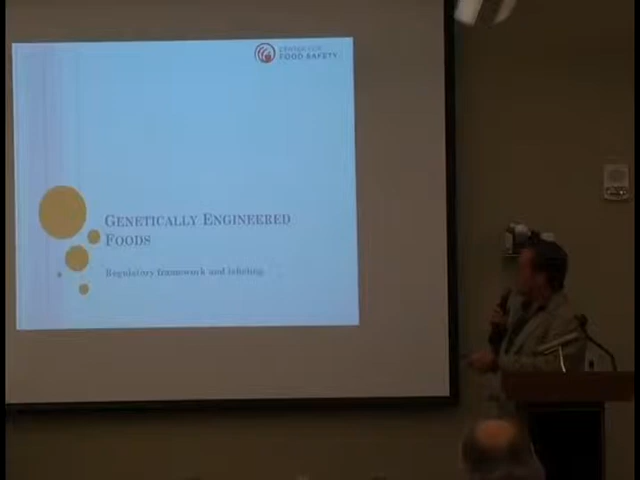 CENTER FOR
FOOD SAFETY
GENETICALLY ENGINEERED
FOODS
Regulatory framework and labeling